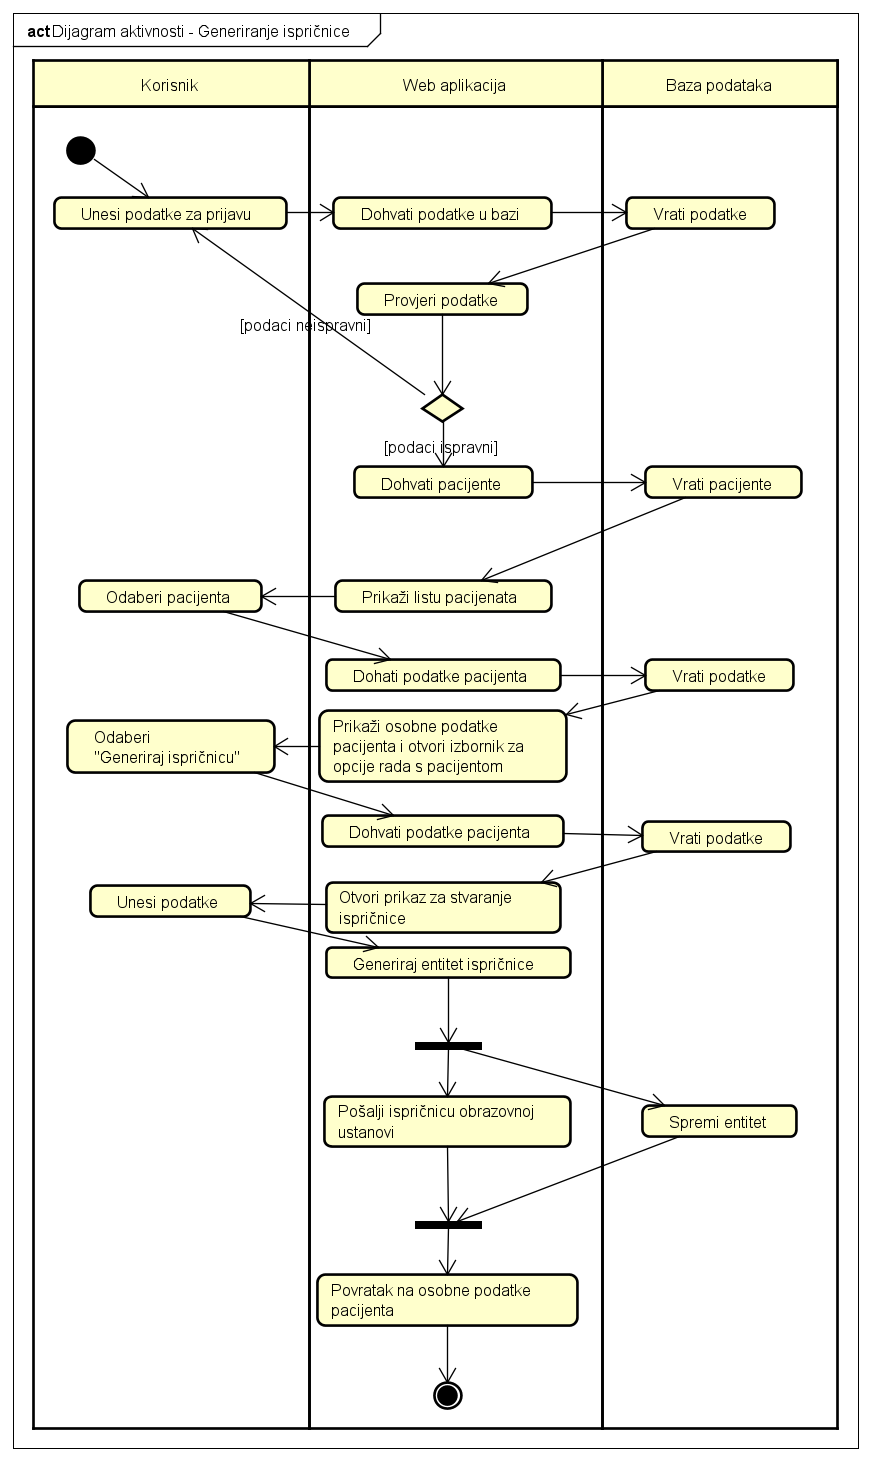 act Dijagram aktivnosti - Generiranje ispričnice
Korisnik
Web aplikacija
Baza podataka
Unesi podatke za prijavu
Dohvati podatke u bazi
Vrati podatke
Provjeri podatke
[podaci neispravni]
[podaci ispravni]
Dohvati pacijente
Vrati pacijente
Odaberi pacijenta
Prikaži listu pacijenata
Dohati podatke pacijenta
Vrati podatke
Prikaži osobne podatke
pacijenta i otvori izbornik za
opcije rada s pacijentom
Odaberi
"Generiraj ispričnicu"
Dohvati podatke pacijenta
Vrati podatke
Otvori prikaz za stvaranje
ispričnice
Unesi podatke
Generiraj entitet ispričnice
Pošalji ispričnicu obrazovnoj
ustanovi
Spremi entitet
Povratak na osobne podatke
pacijenta